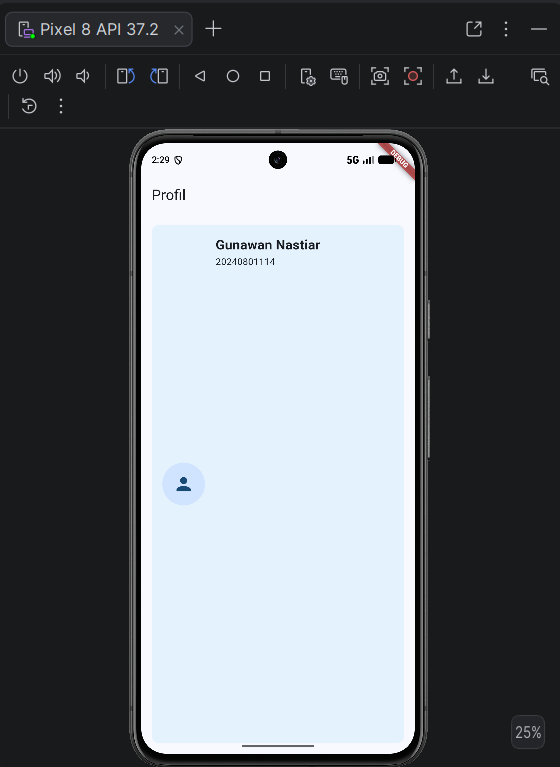 Pixel 8 API 37.2
2:29
5G
DEBUG
Profil
Gunawan Nastiar
20240801114
25%